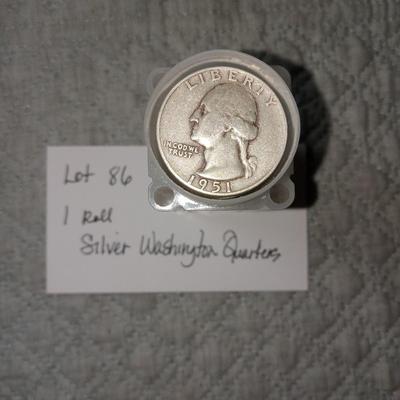 LIBERTY
IN GOD WE
TRUST
1951
Lot 86
1 Roll
Silver Washington Quarters